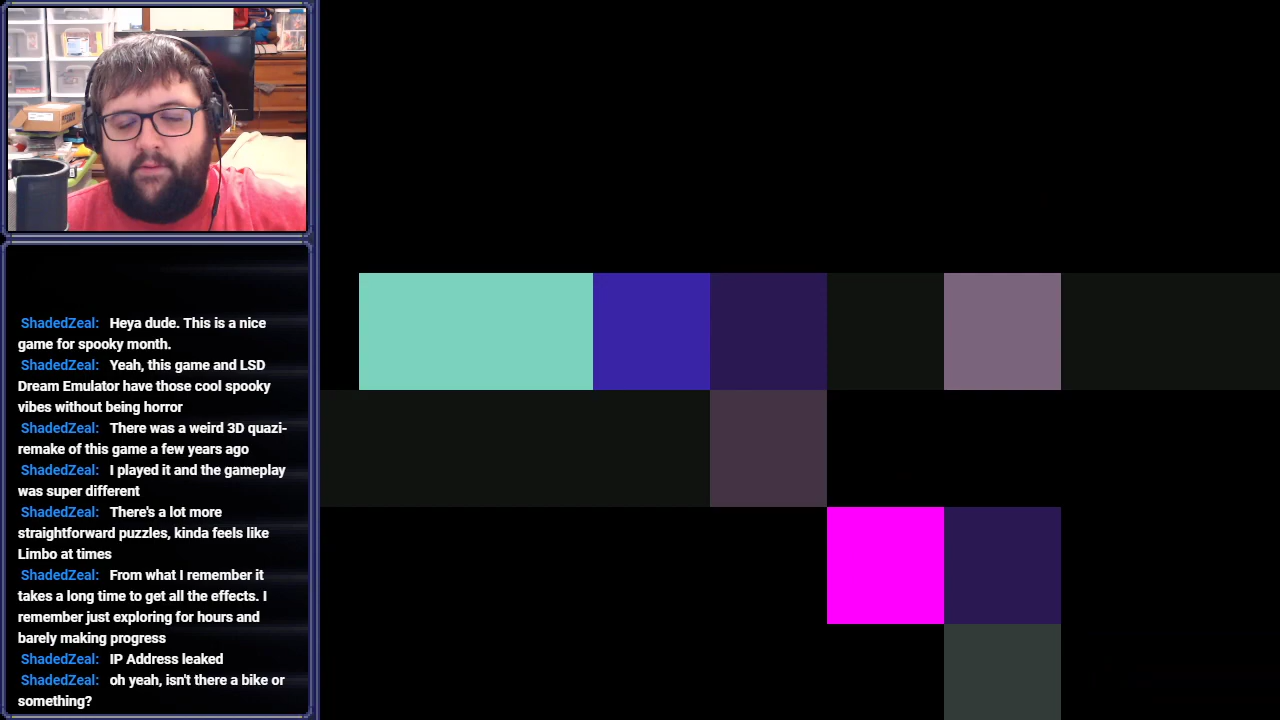 ShadedZeal: Heya dude. This is a nice
game for spooky month.
ShadedZeal: Yeah, this game and LSD
Dream Emulator have those cool spooky
vibes without being horror
ShadedZeal: There was a weird 3D quazi-
remake of this game a few years ago
ShadedZeal: I played it and the gameplay
was super different
ShadedZeal: There's a lot more
straightforward puzzles, kinda feels like
Limbo at times
ShadedZeal: From what I remember it
takes a long time to get all the effects. I
remember just exploring for hours and
barely making progress
ShadedZeal: IP Address leaked
ShadedZeal: oh yeah, isn't there a bike or
something?